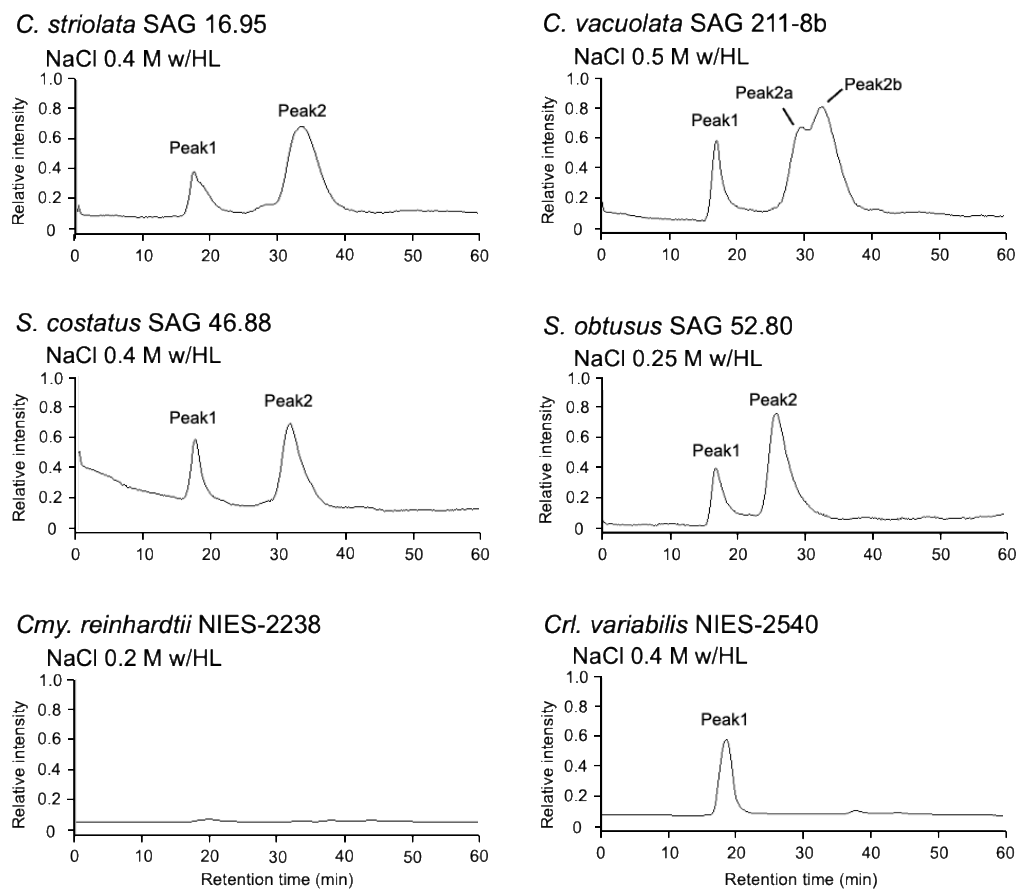 C. striolata SAG 16.95
NaCl 0.4 M w/HL
1.0
0.8
0.6
0.4
0.2
0
Relative intensity
Peak1
Peak2
0 10 20 30 40 50 60
C. vacuolata SAG 211-8b
NaCl 0.5 M w/HL
1.0
0.8
0.6
0.4
0.2
0
Relative intensity
Peak1
Peak2a
Peak2b
0 10 20 30 40 50 60
S. costatus SAG 46.88
NaCl 0.4 M w/HL
1.0
0.8
0.6
0.4
0.2
0
Relative intensity
Peak1
Peak2
0 10 20 30 40 50 60
S. obtusus SAG 52.80
NaCl 0.25 M w/HL
1.0
0.8
0.6
0.4
0.2
0
Relative intensity
Peak1
Peak2
0 10 20 30 40 50 60
Cmy. reinhardtii NIES-2238
NaCl 0.2 M w/HL
1.0
0.8
0.6
0.4
0.2
0
Relative intensity
0 10 20 30 40 50 60
Retention time (min)
Crl. variabilis NIES-2540
NaCl 0.4 M w/HL
1.0
0.8
0.6
0.4
0.2
0
Relative intensity
Peak1
0 10 20 30 40 50 60
Retention time (min)